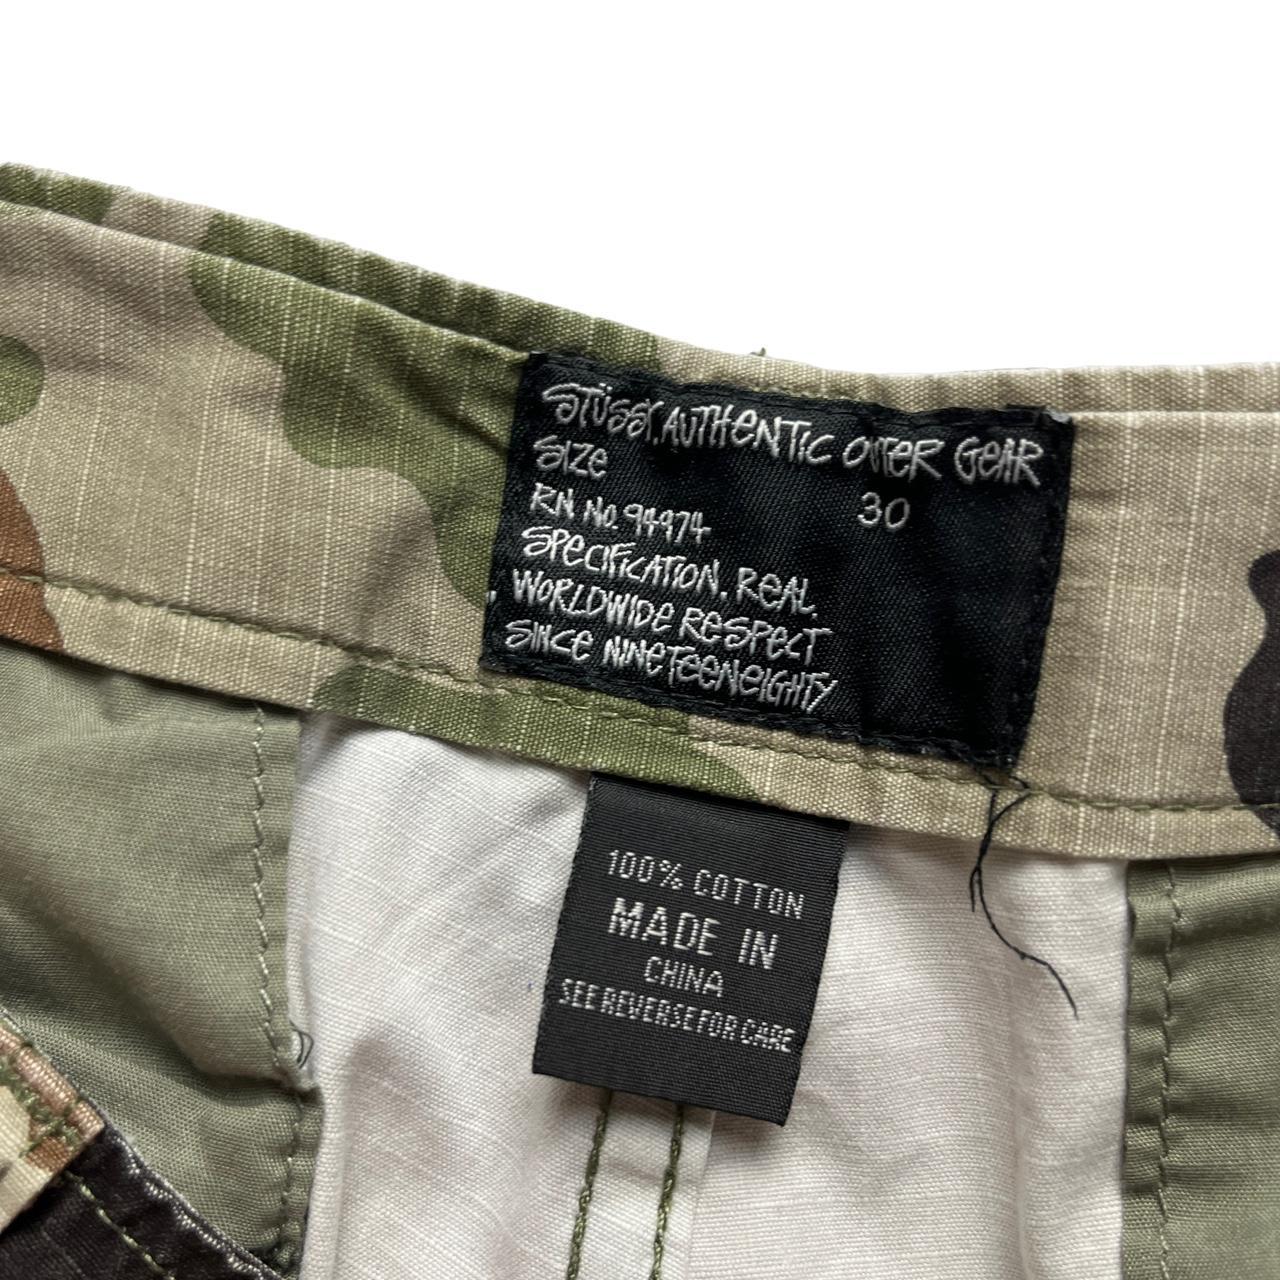 STÜSSY. AUTHENTIC OUTER GEAR
SIZE 30
RN No. 94974
SPECIFICATION. REAL.
WORLDWIDE RESPECT
SINCE NINETEENEIGHTY
100% COTTON
MADE IN
CHINA
SEE REVERSE FOR CARE